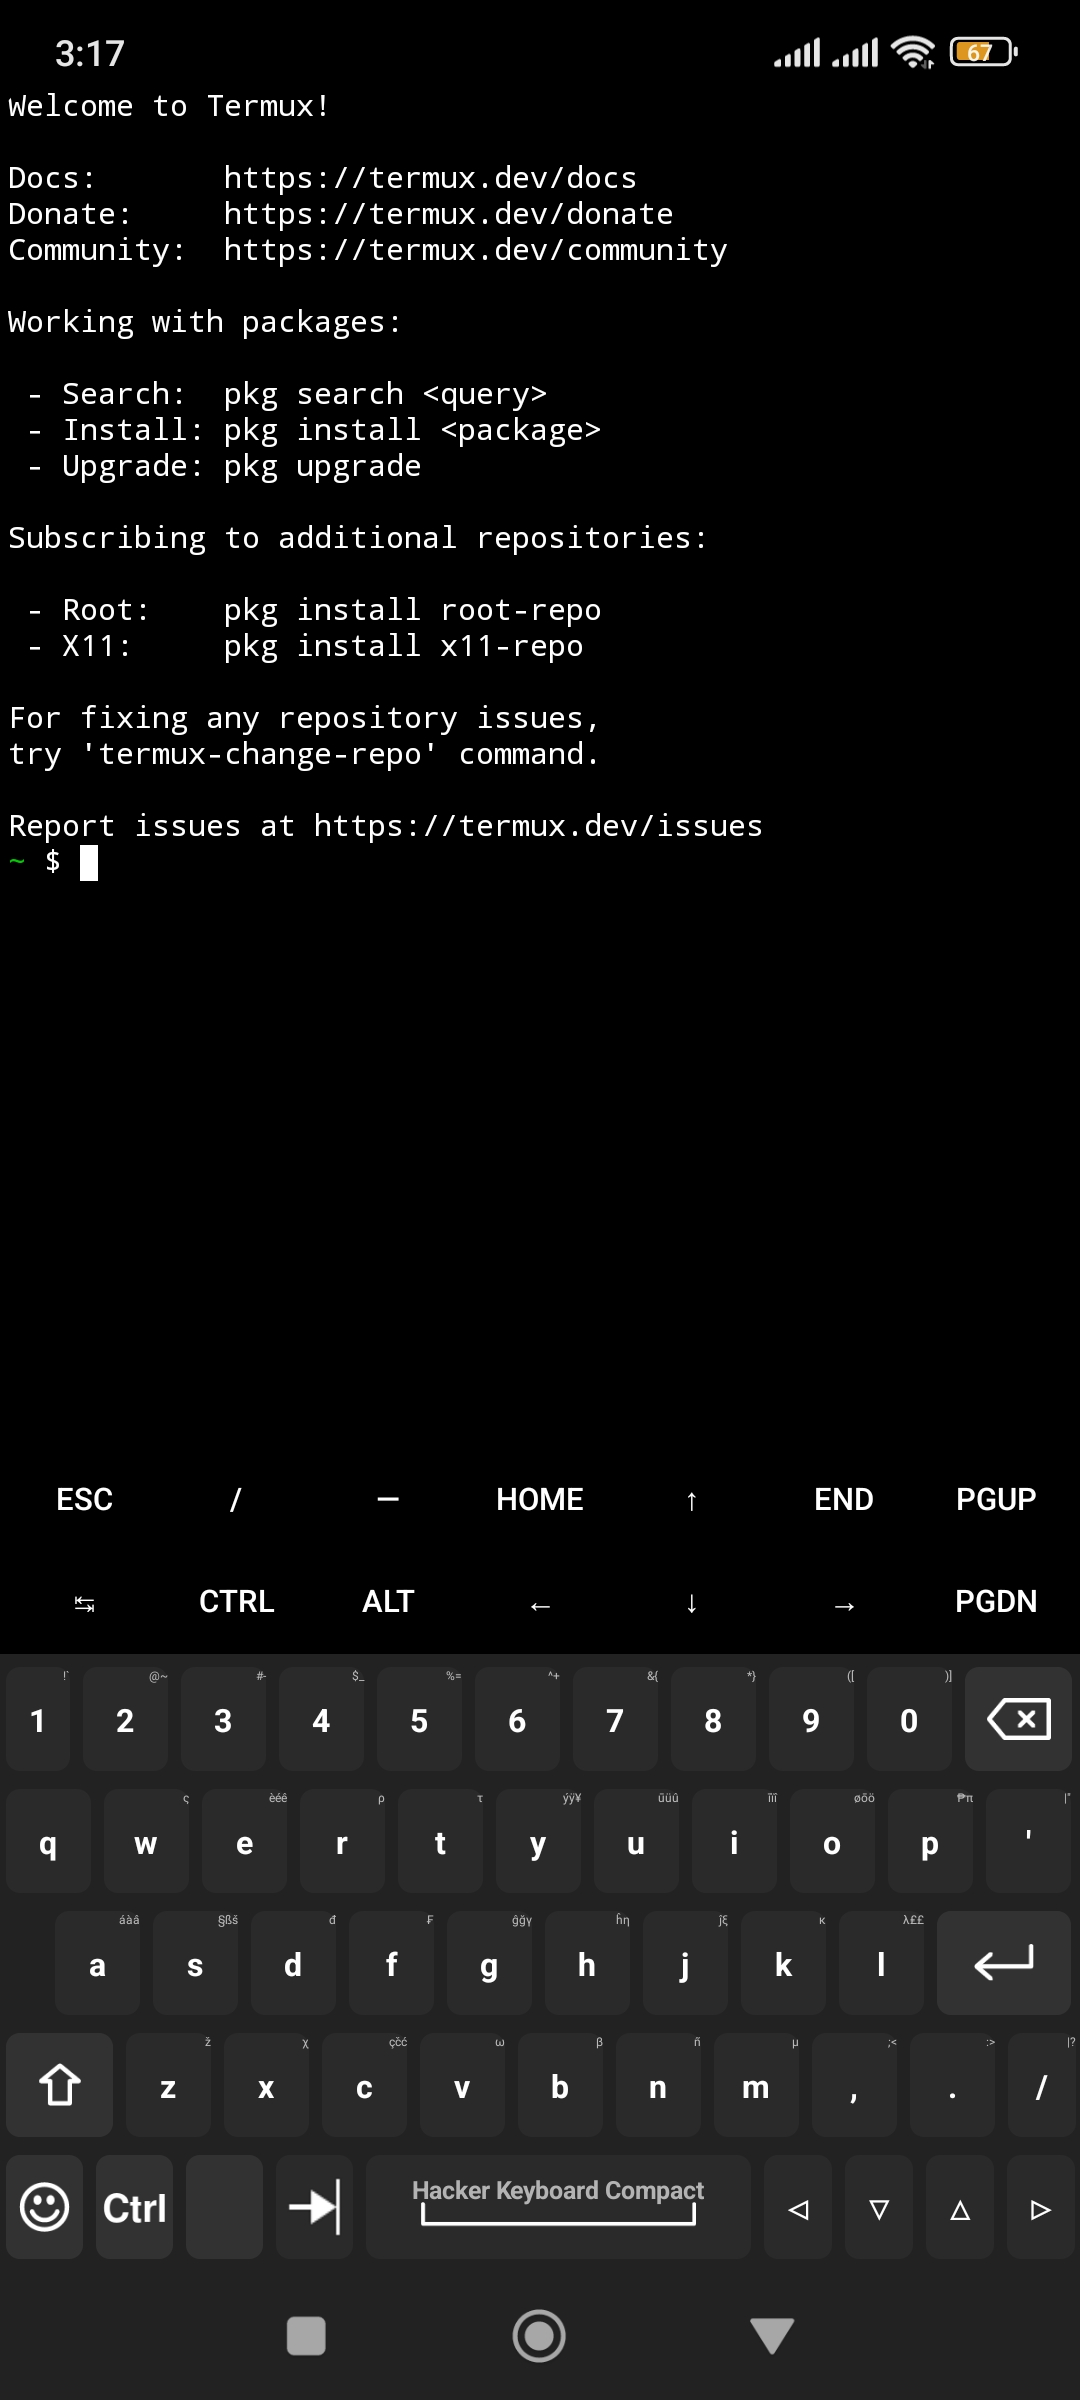 3:17
67
Welcome to Termux!
Docs:       https://termux.dev/docs
Donate:     https://termux.dev/donate
Community:  https://termux.dev/community
Working with packages:
 - Search:  pkg search <query>
 - Install: pkg install <package>
 - Upgrade: pkg upgrade
Subscribing to additional repositories:
 - Root:    pkg install root-repo
 - X11:     pkg install x11-repo
For fixing any repository issues,
try 'termux-change-repo' command.
Report issues at https://termux.dev/issues
~ $
ESC / — HOME ↑ END PGUP
↹ CTRL ALT ← ↓ → PGDN
1 2 3 4 5 6 7 8 9 0
q w e r t y u i o p '
a s d f g h j k l
z x c v b n m , . /
Ctrl Hacker Keyboard Compact